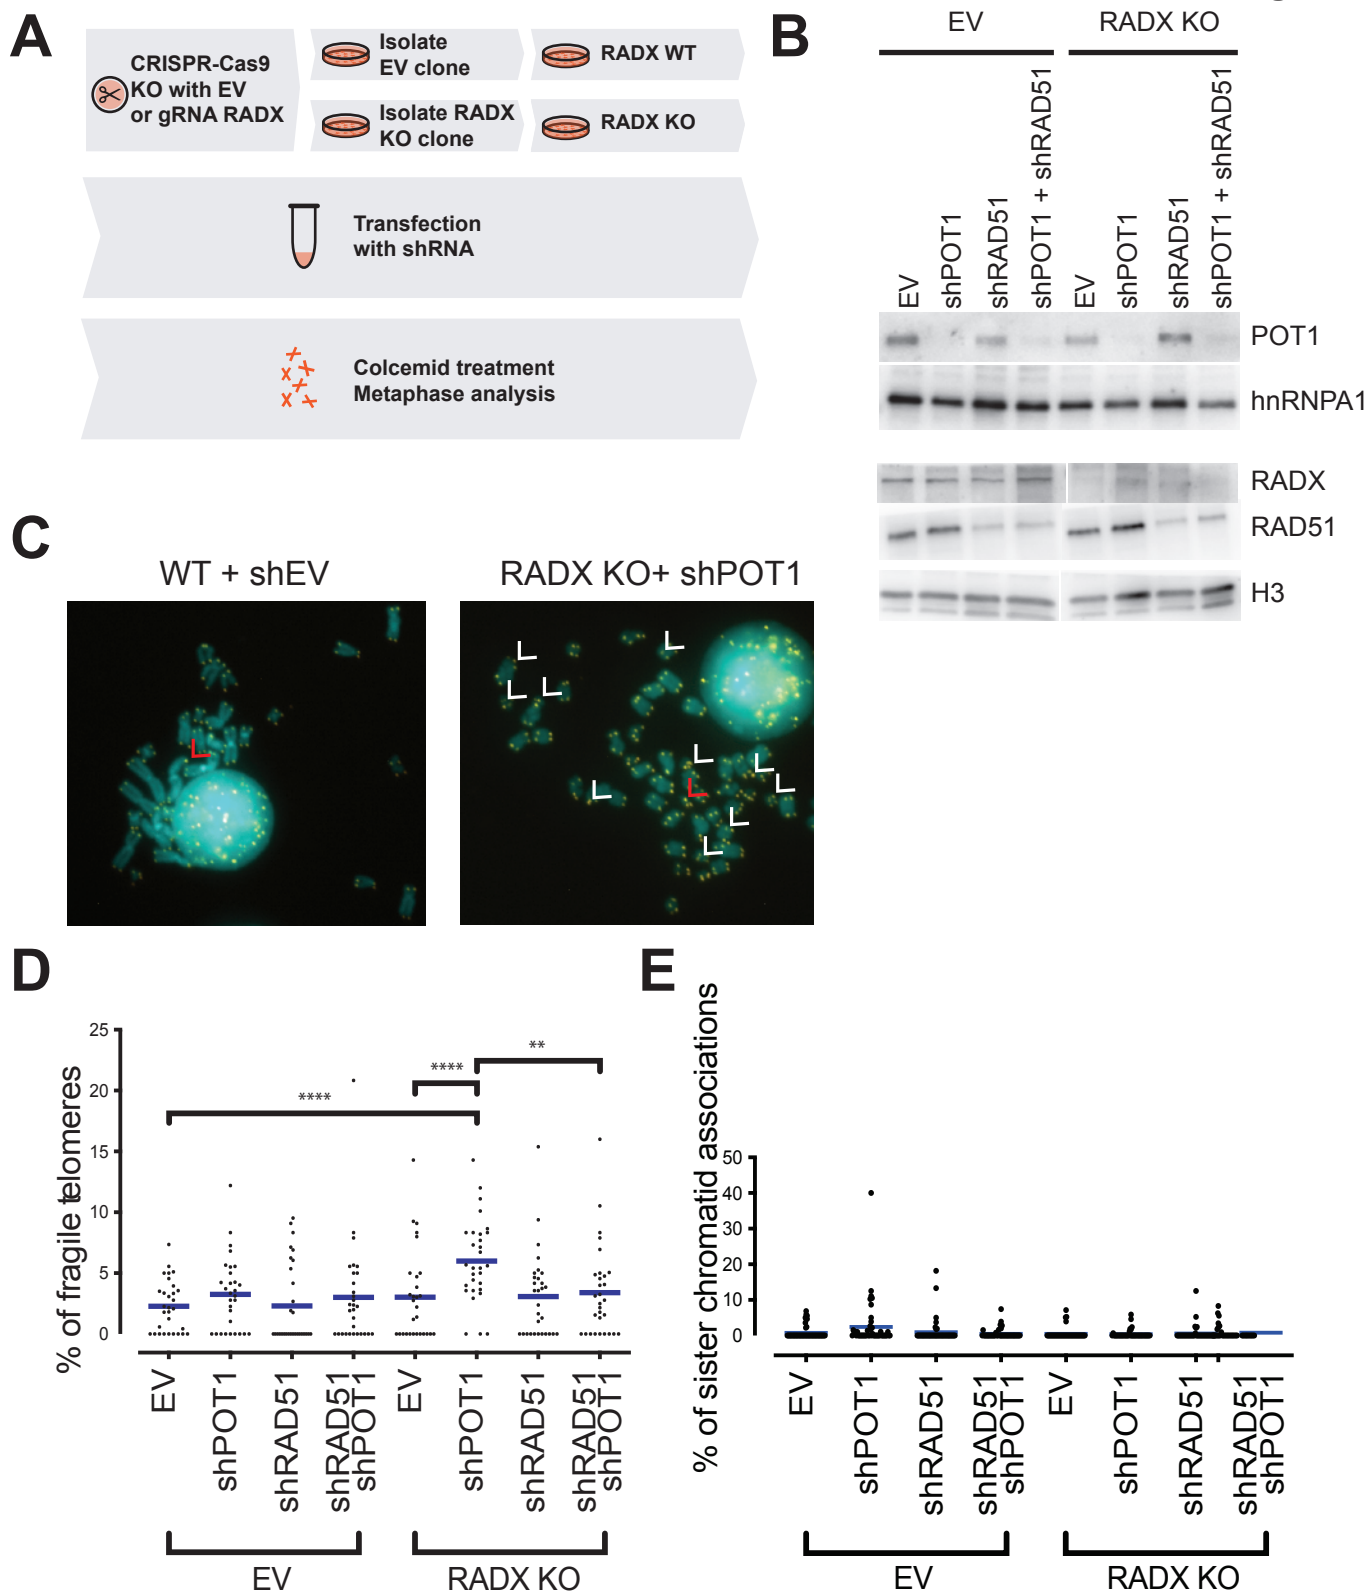 A
CRISPR-Cas9
KO with EV
or gRNA RADX
Isolate
EV clone
RADX WT
Isolate RADX
KO clone
RADX KO
Transfection
with shRNA
Colcemid treatment
Metaphase analysis
B
EV
RADX KO
EV
shPOT1
shRAD51
shPOT1 + shRAD51
EV
shPOT1
shRAD51
shPOT1 + shRAD51
POT1
hnRNPA1
RADX
RAD51
H3
C
WT + shEV
RADX KO+ shPOT1
D
% of fragile telomeres
25
20
15
10
5
0
****
****
**
EV
shPOT1
shRAD51
shRAD51
shPOT1
EV
shPOT1
shRAD51
shRAD51
shPOT1
EV
RADX KO
E
% of sister chromatid associations
50
40
30
20
10
0
EV
shPOT1
shRAD51
shRAD51
shPOT1
EV
shPOT1
shRAD51
shRAD51
shPOT1
EV
RADX KO